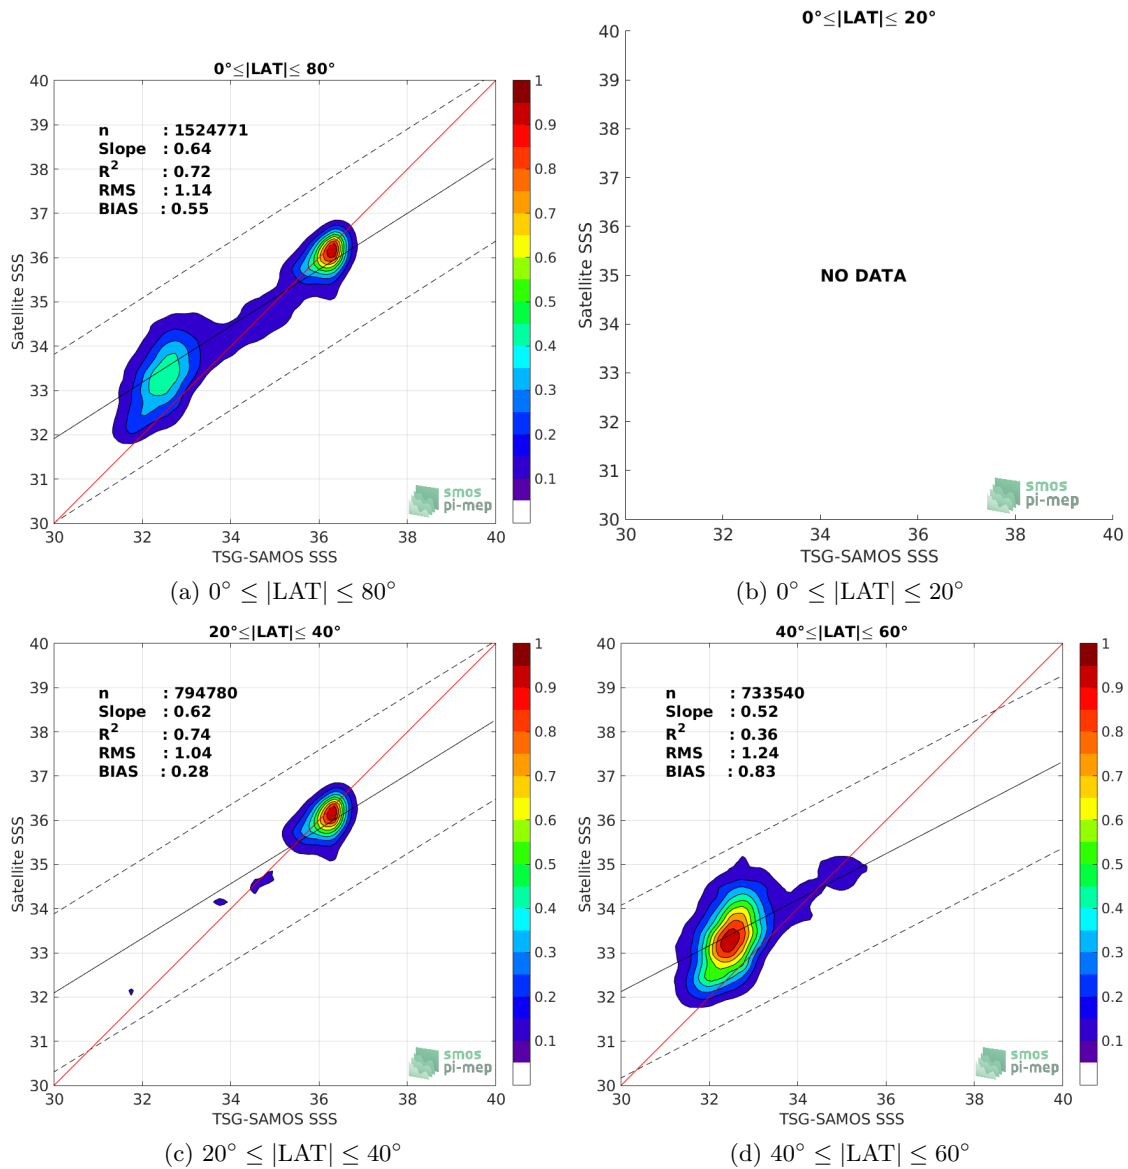 0°≤|LAT|≤ 80°
n : 1524771
Slope : 0.64
R² : 0.72
RMS : 1.14
BIAS : 0.55
40
39
38
37
36
35
34
33
32
31
30
Satellite SSS
30 32 34 36 38 40
TSG-SAMOS SSS
1
0.9
0.8
0.7
0.6
0.5
0.4
0.3
0.2
0.1
smos
pi-mep
(a) 0° ≤ |LAT| ≤ 80°
0°≤|LAT|≤ 20°
40
39
38
37
36
35
34
33
32
31
30
Satellite SSS
NO DATA
30 32 34 36 38 40
TSG-SAMOS SSS
smos
pi-mep
(b) 0° ≤ |LAT| ≤ 20°
20°≤|LAT|≤ 40°
n : 794780
Slope : 0.62
R² : 0.74
RMS : 1.04
BIAS : 0.28
40
39
38
37
36
35
34
33
32
31
30
Satellite SSS
30 32 34 36 38 40
TSG-SAMOS SSS
1
0.9
0.8
0.7
0.6
0.5
0.4
0.3
0.2
0.1
smos
pi-mep
(c) 20° ≤ |LAT| ≤ 40°
40°≤|LAT|≤ 60°
n : 733540
Slope : 0.52
R² : 0.36
RMS : 1.24
BIAS : 0.83
40
39
38
37
36
35
34
33
32
31
30
Satellite SSS
30 32 34 36 38 40
TSG-SAMOS SSS
1
0.9
0.8
0.7
0.6
0.5
0.4
0.3
0.2
0.1
smos
pi-mep
(d) 40° ≤ |LAT| ≤ 60°